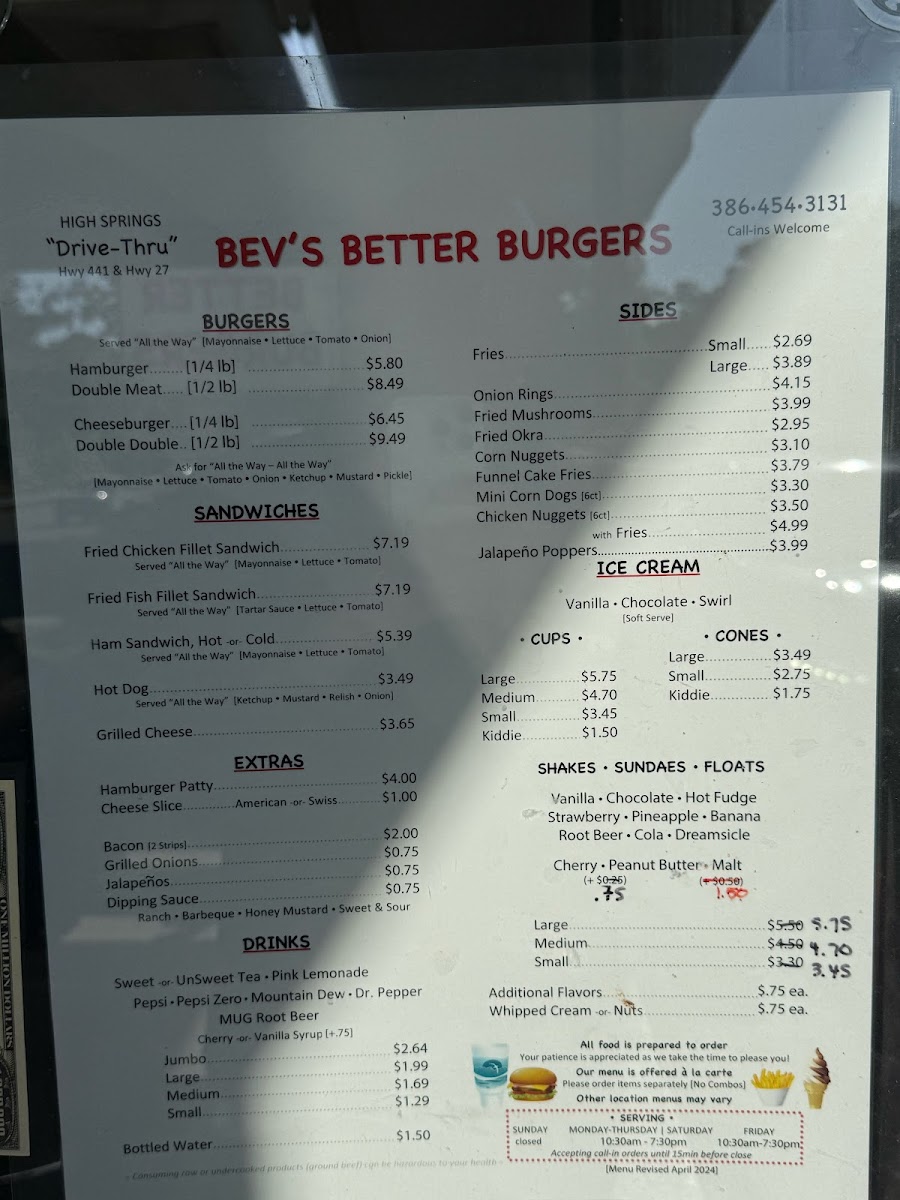 HIGH SPRINGS
“Drive-Thru”
Hwy 441 & Hwy 27
BEV’S BETTER BURGERS
386·454·3131
Call-ins Welcome
BURGERS
Served “All the Way” [Mayonnaise • Lettuce • Tomato • Onion]
Hamburger....... [1/4 lb] ........ $5.80
Double Meat..... [1/2 lb] ........ $8.49
Cheeseburger.... [1/4 lb] ........ $6.45
Double Double.. [1/2 lb] ........ $9.49
Ask for “All the Way – All the Way”
[Mayonnaise • Lettuce • Tomato • Onion • Ketchup • Mustard • Pickle]
SANDWICHES
Fried Chicken Fillet Sandwich........ $7.19
Served “All the Way” [Mayonnaise • Lettuce • Tomato]
Fried Fish Fillet Sandwich........ $7.19
Served “All the Way” [Tartar Sauce • Lettuce • Tomato]
Ham Sandwich, Hot -or- Cold........ $5.39
Served “All the Way” [Mayonnaise • Lettuce • Tomato]
Hot Dog........ $3.49
Served “All the Way” [Ketchup • Mustard • Relish • Onion]
Grilled Cheese........ $3.65
EXTRAS
Hamburger Patty........ $4.00
Cheese Slice........American -or- Swiss........ $1.00
Bacon [2 Strips]........ $2.00
Grilled Onions........ $0.75
Jalapeños........ $0.75
Dipping Sauce........ $0.75
Ranch • Barbeque • Honey Mustard • Sweet & Sour
DRINKS
Sweet -or- UnSweet Tea • Pink Lemonade
Pepsi • Pepsi Zero • Mountain Dew • Dr. Pepper
MUG Root Beer
Cherry -or- Vanilla Syrup [+.75]
Jumbo........ $2.64
Large........ $1.99
Medium........ $1.69
Small........ $1.29
Bottled Water........ $1.50
- Consuming raw or undercooked products (ground beef) can be hazardous to your health -
SIDES
Fries........Small...... $2.69
Large..... $3.89
Onion Rings........ $4.15
Fried Mushrooms........ $3.99
Fried Okra........ $2.95
Corn Nuggets........ $3.10
Funnel Cake Fries........ $3.79
Mini Corn Dogs [6ct]........ $3.30
Chicken Nuggets [6ct]........ $3.50
with Fries........ $4.99
Jalapeño Poppers........$3.99
ICE CREAM
Vanilla • Chocolate • Swirl
[Soft Serve]
• CUPS •
Large........ $5.75
Medium........ $4.70
Small........ $3.45
Kiddie........ $1.50
• CONES •
Large........ $3.49
Small........ $2.75
Kiddie........ $1.75
SHAKES • SUNDAES • FLOATS
Vanilla • Chocolate • Hot Fudge
Strawberry • Pineapple • Banana
Root Beer • Cola • Dreamsicle
Cherry • Peanut Butter • Malt
(+ $0.25) (+ $0.50)
.75 1.00
Large........ $5.50 5.75
Medium........ $4.50 4.70
Small........ $3.30 3.45
Additional Flavors........ $.75 ea.
Whipped Cream -or- Nuts........ $.75 ea.
All food is prepared to order
Your patience is appreciated as we take the time to please you!
Our menu is offered à la carte
Please order items separately [No Combos]
Other location menus may vary
• SERVING •
SUNDAY MONDAY-THURSDAY | SATURDAY FRIDAY
closed 10:30am - 7:30pm 10:30am-7:30pm
Accepting call-in orders until 15min before close
[Menu Revised April 2024]
ONE MILLION DOLLARS